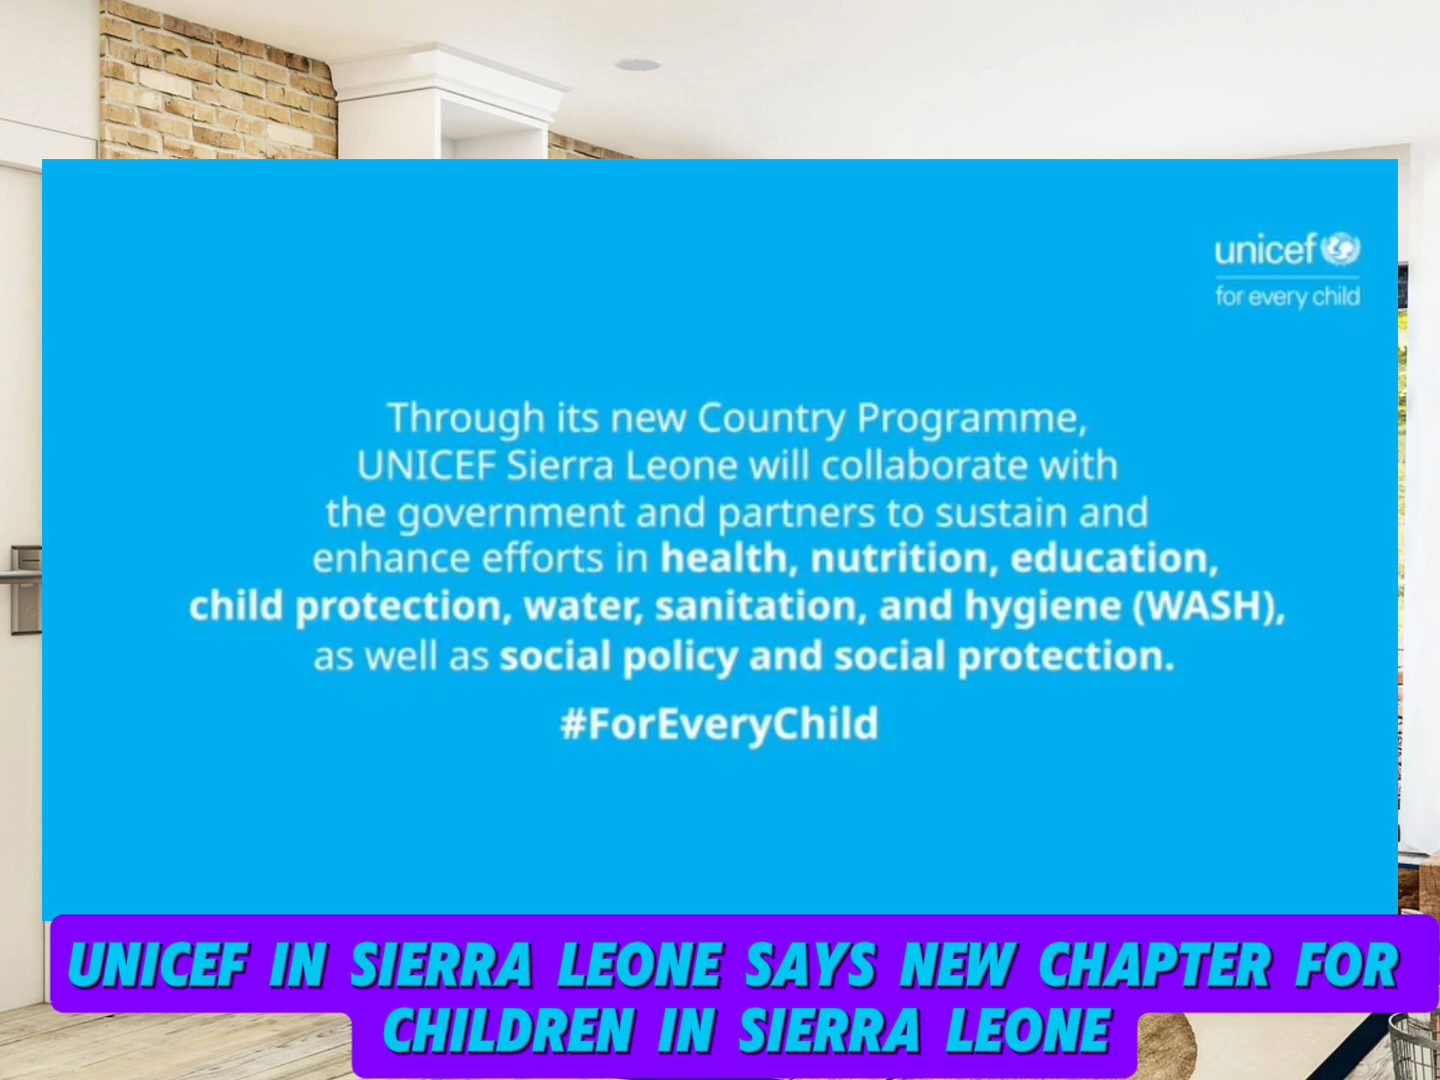 unicef
for every child
Through its new Country Programme,
UNICEF Sierra Leone will collaborate with
the government and partners to sustain and
enhance efforts in health, nutrition, education,
child protection, water, sanitation, and hygiene (WASH),
as well as social policy and social protection.
#ForEveryChild
UNICEF IN SIERRA LEONE SAYS NEW CHAPTER FOR
CHILDREN IN SIERRA LEONE